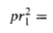 pr₁² =